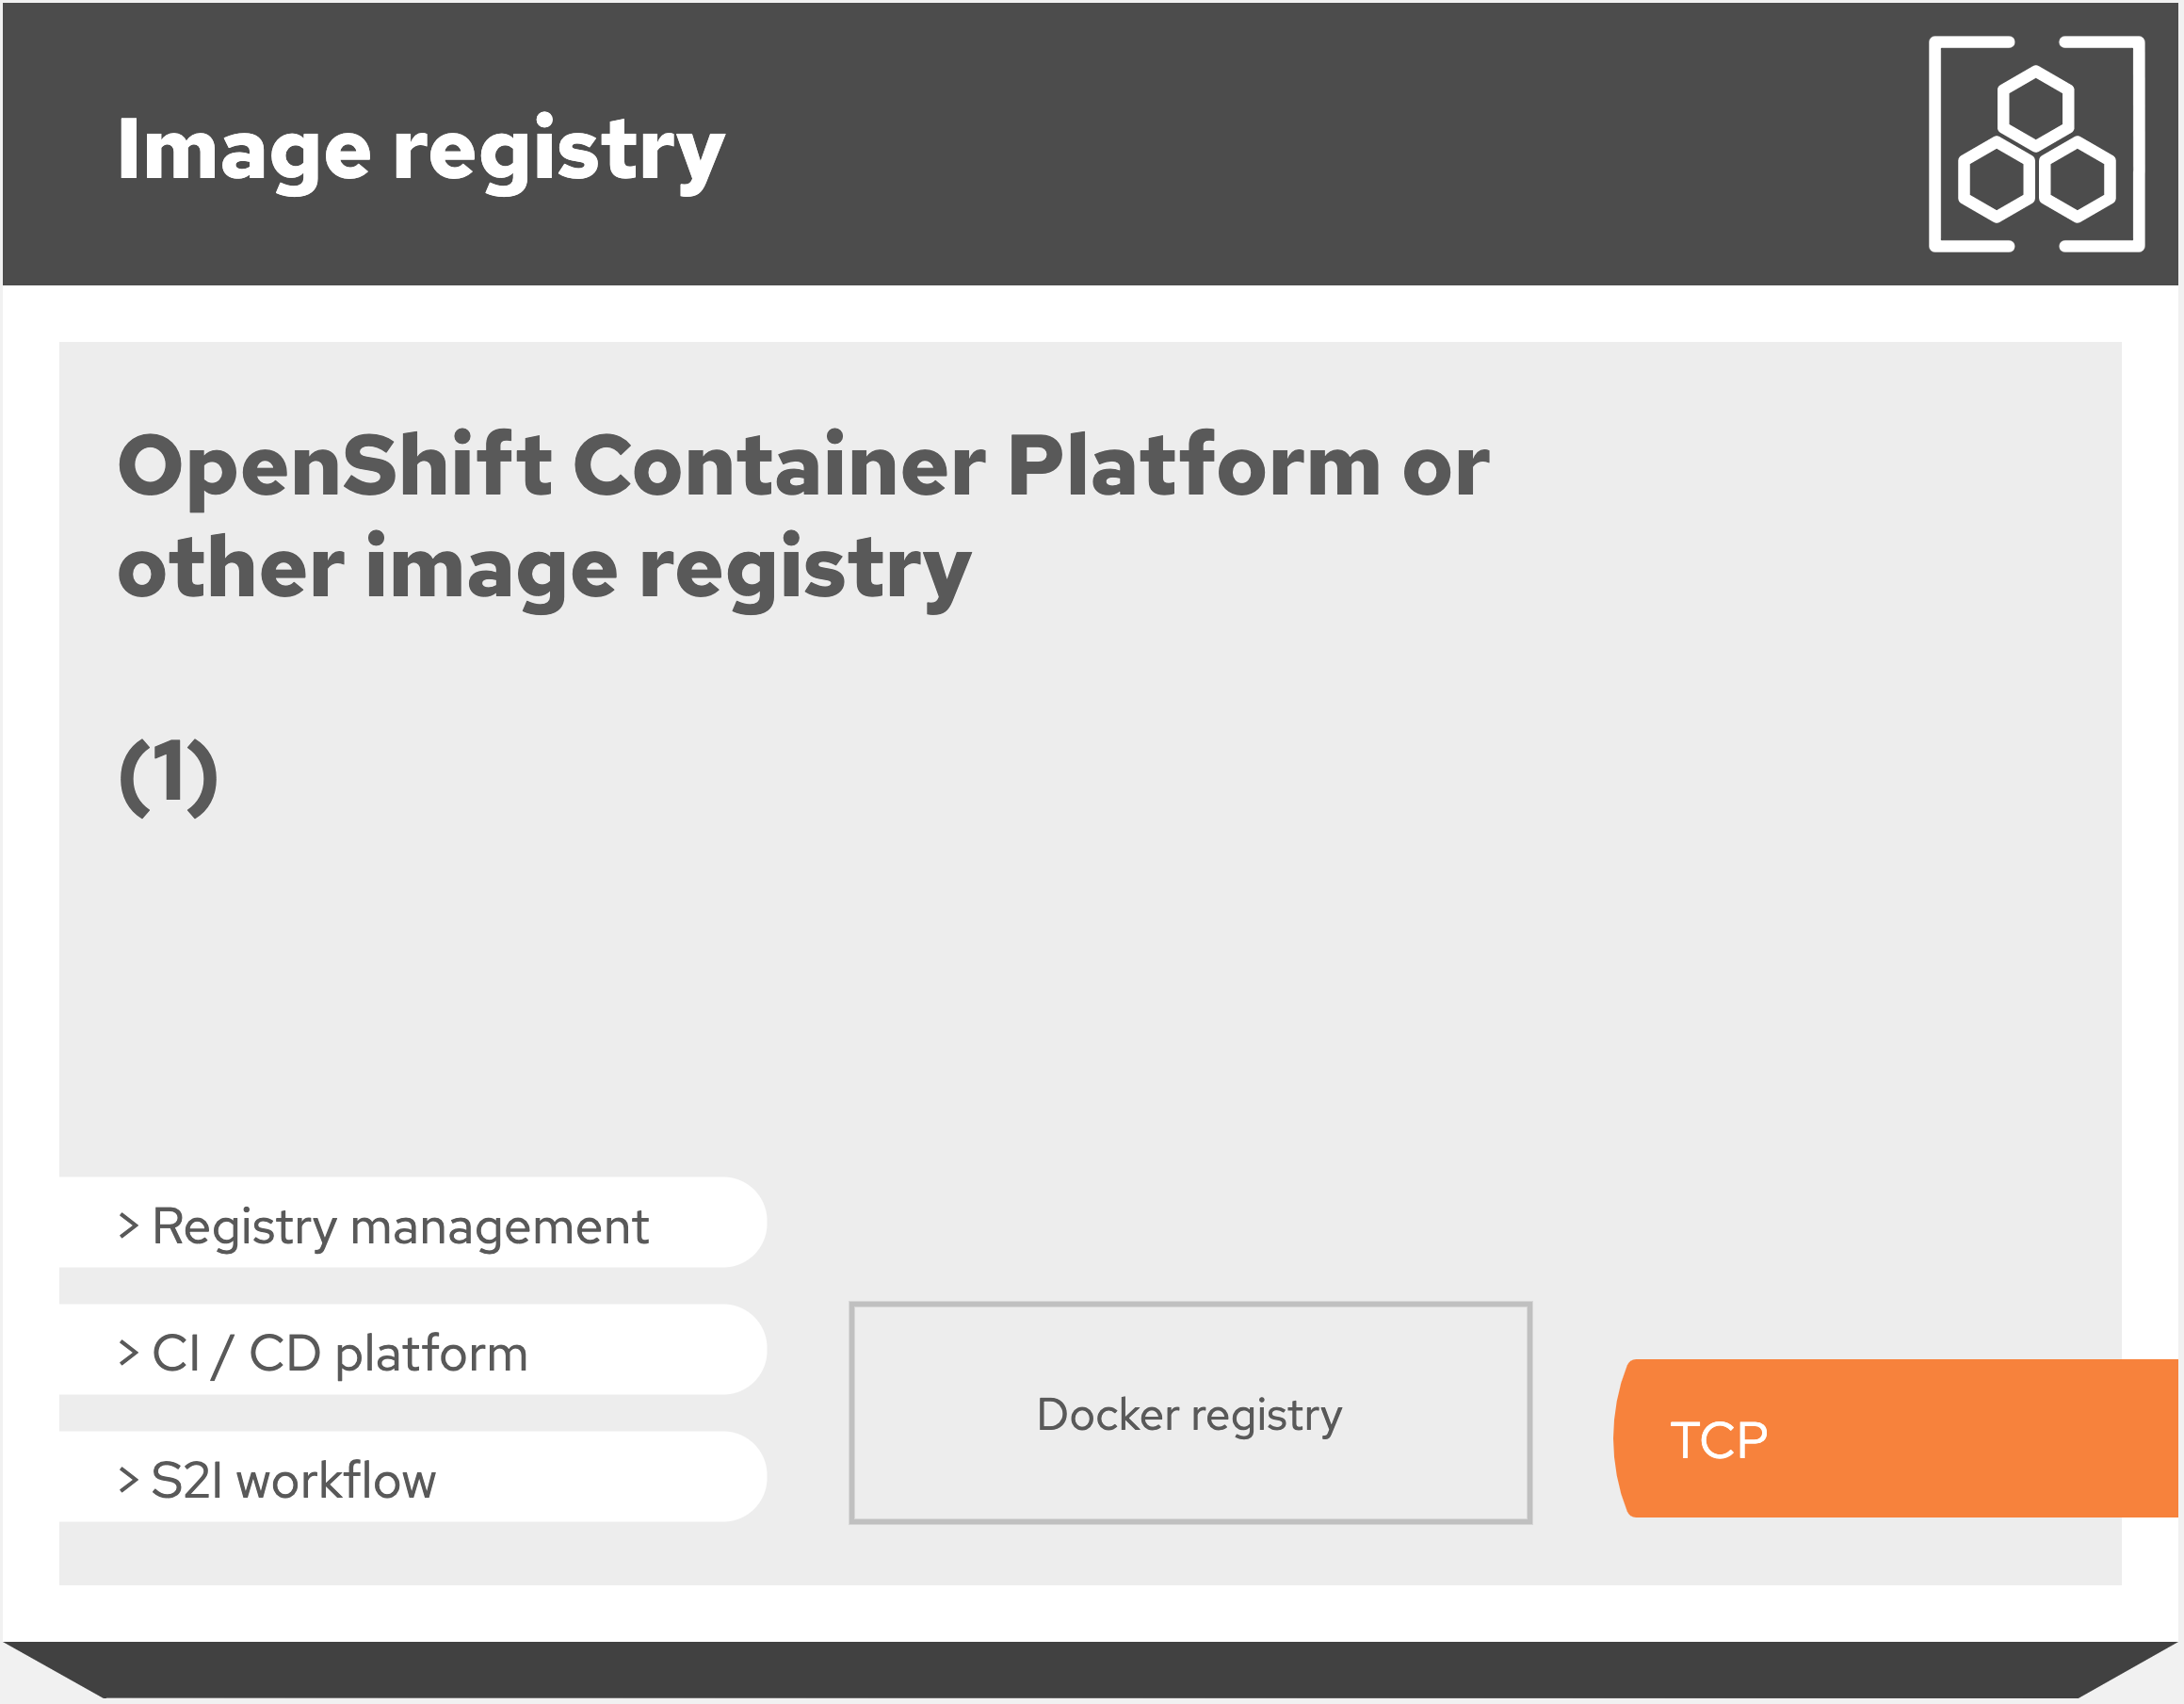 Image registry
OpenShift Container Platform or
other image registry
(1)
> Registry management
> CI / CD platform
> S2I workflow
Docker registry
TCP